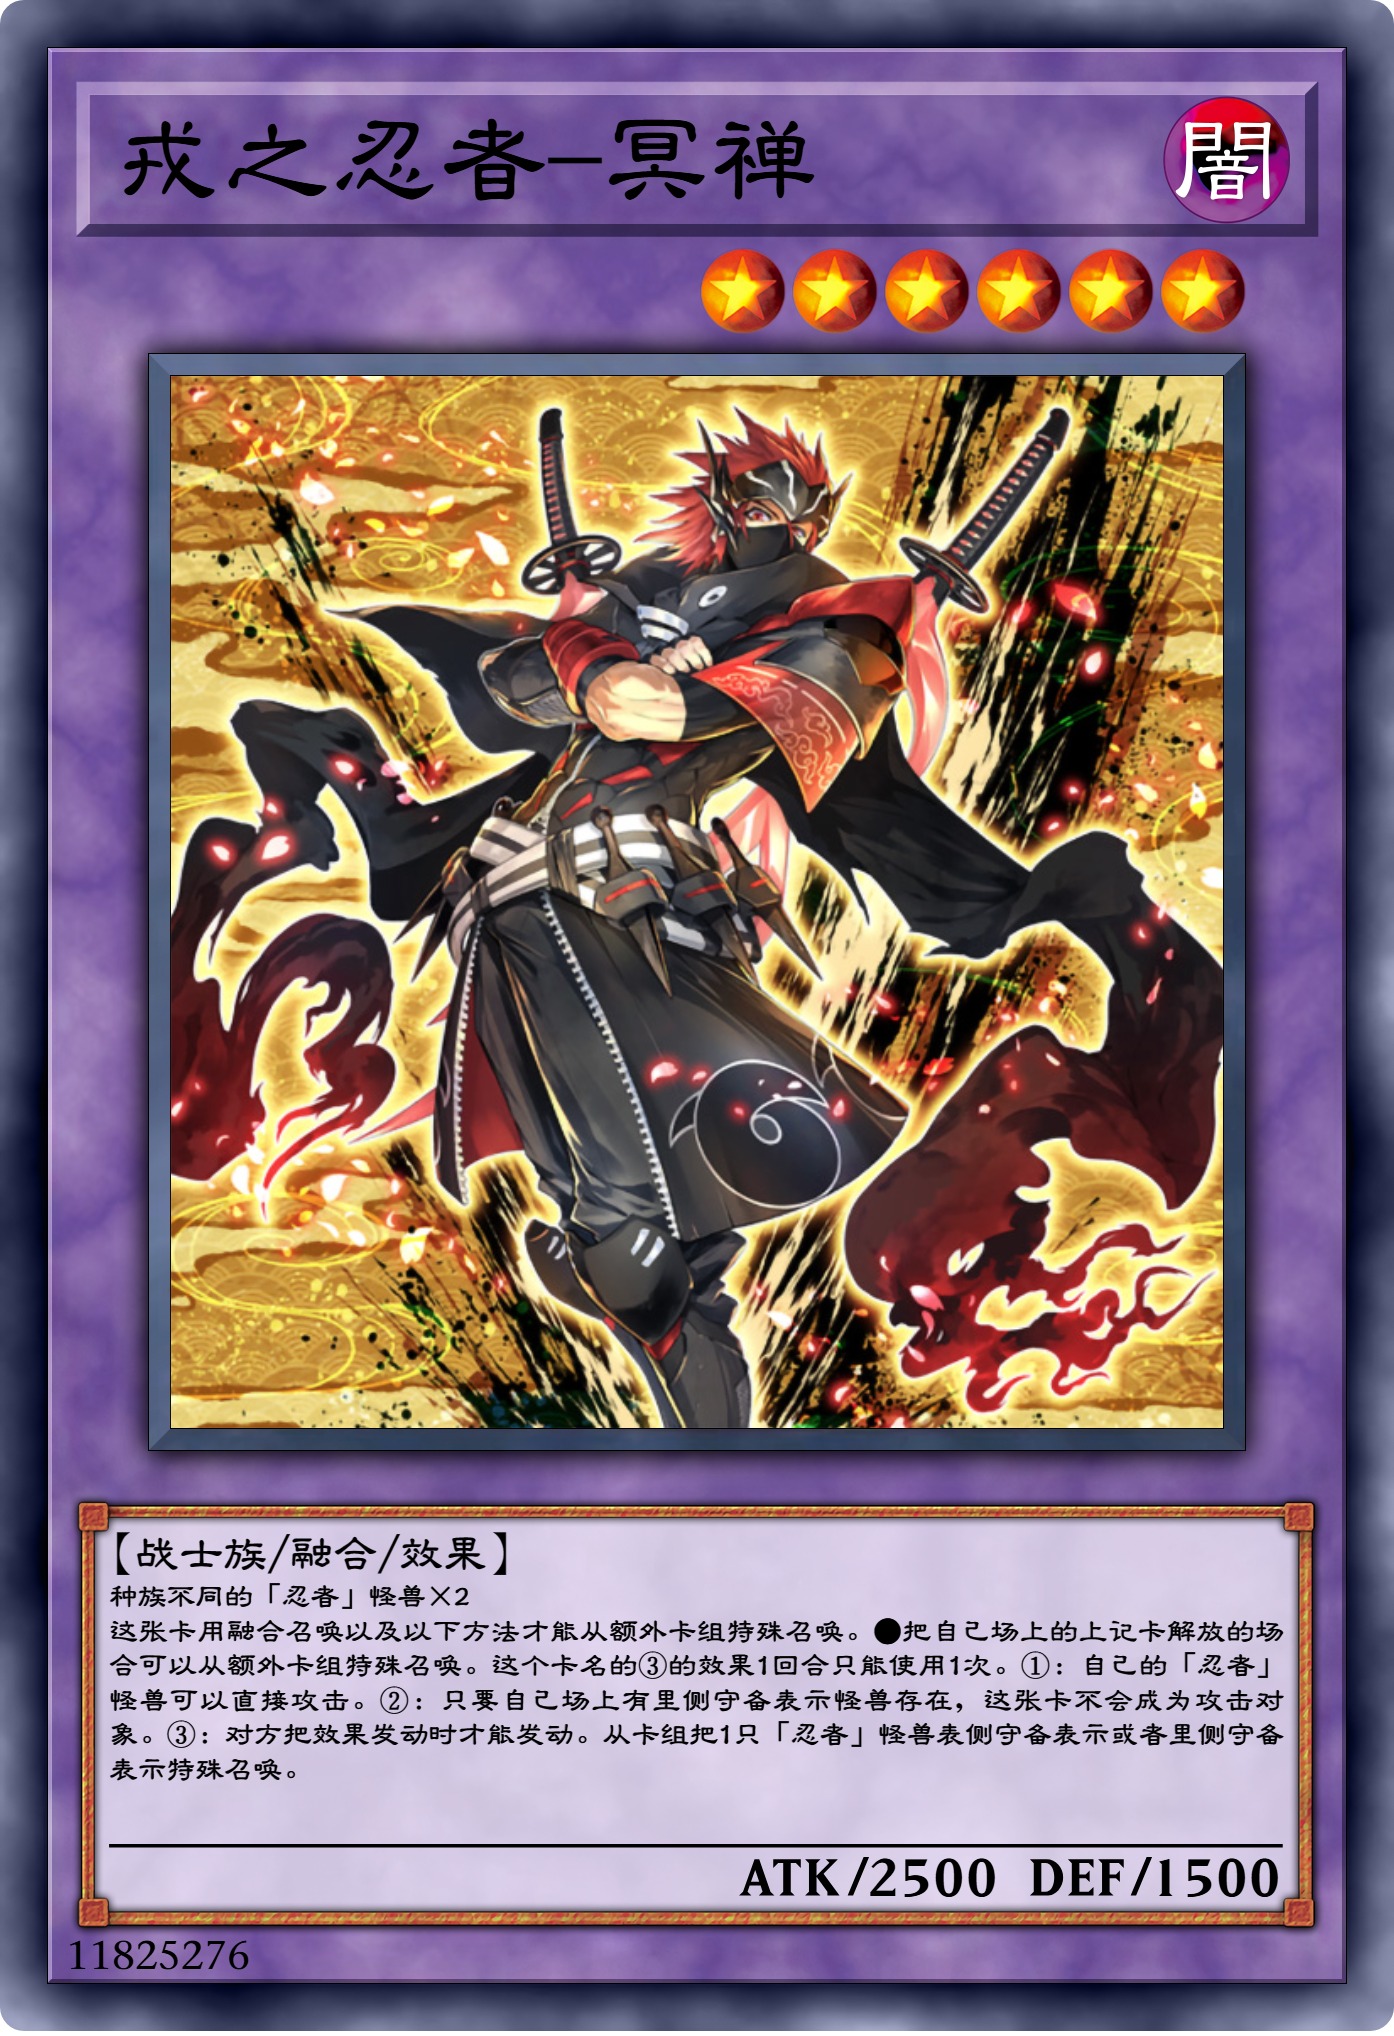 戎之忍者-冥禅
闇
【战士族/融合/效果】
种族不同的「忍者」怪兽×2
这张卡用融合召唤以及以下方法才能从额外卡组特殊召唤。●把自己场上的上记卡解放的场
合可以从额外卡组特殊召唤。这个卡名的③的效果1回合只能使用1次。①：自己的「忍者」
怪兽可以直接攻击。②：只要自己场上有里侧守备表示怪兽存在，这张卡不会成为攻击对
象。③：对方把效果发动时才能发动。从卡组把1只「忍者」怪兽表侧守备表示或者里侧守备
表示特殊召唤。
ATK/2500 DEF/1500
11825276